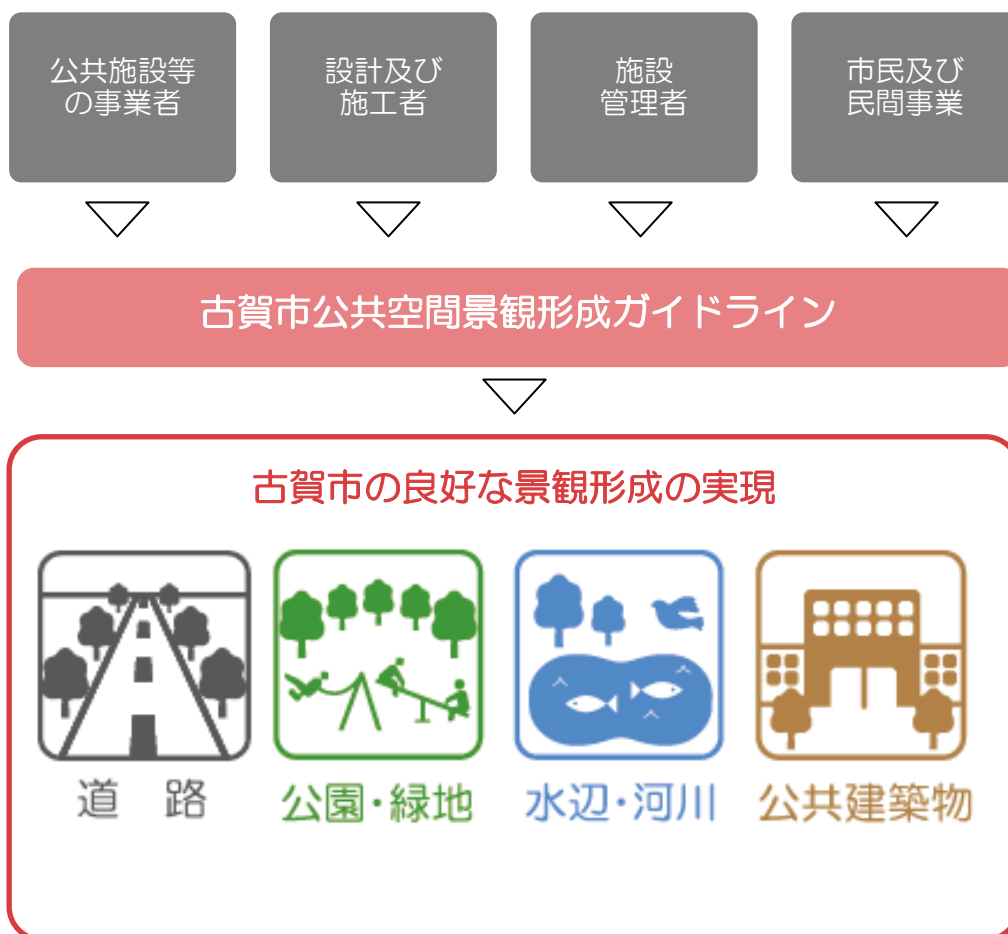 公共施設等
の事業者
設計及び
施工者
施設
管理者
市民及び
民間事業
古賀市公共空間景観形成ガイドライン
古賀市の良好な景観形成の実現
道 路
公園・緑地
水辺・河川
公共建築物